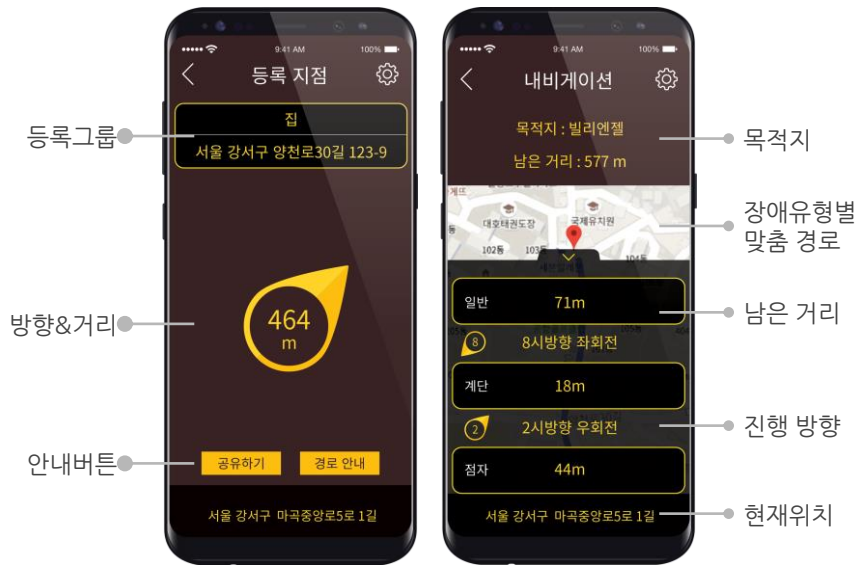 등록그룹
방향&거리
안내버튼
9:41 AM
100%
등록 지점
집
서울 강서구 양천로30길 123-9
464
m
공유하기
경로 안내
서울 강서구 마곡중앙로5로 1길
9:41 AM
100%
내비게이션
목적지 : 빌리엔젤
남은 거리 : 577 m
대호태권도장
국제유치원
102동
103동
104동
일반
71m
8
8시방향 좌회전
계단
18m
2
2시방향 우회전
점자
44m
서울 강서구 마곡중앙로5로 1길
목적지
장애유형별
맞춤 경로
남은 거리
진행 방향
현재위치